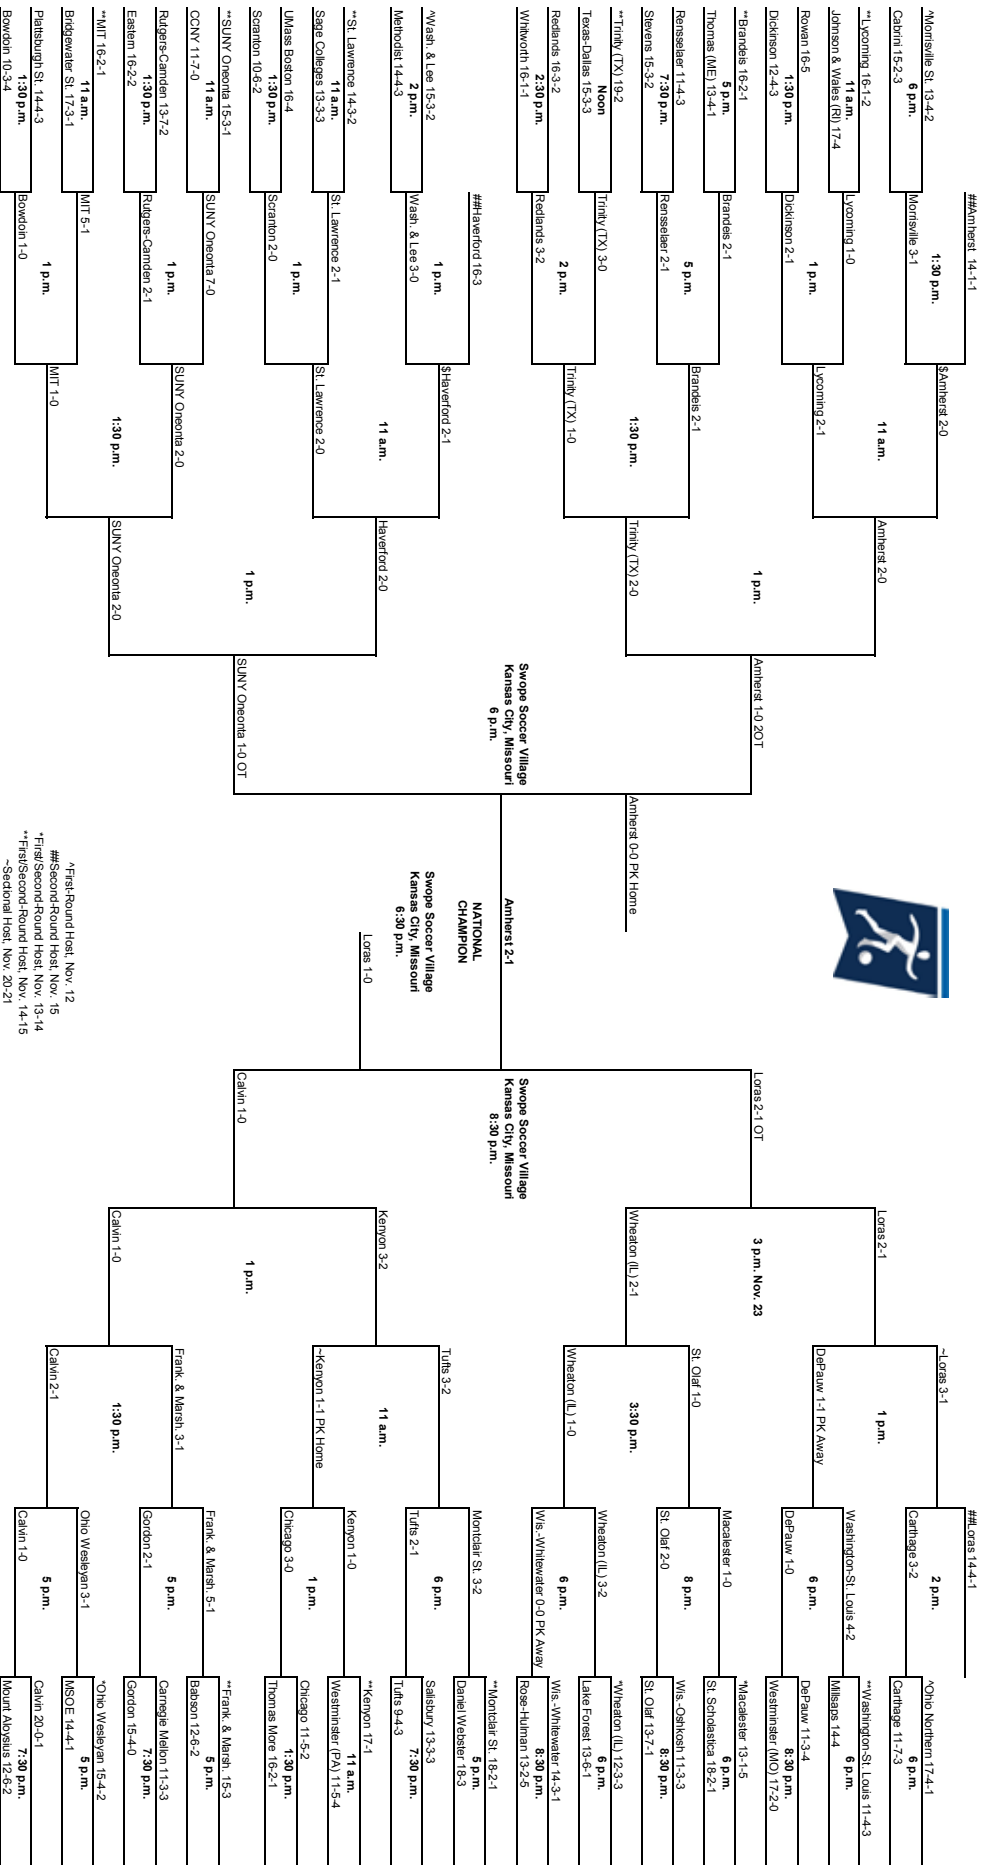 ^Morrisville St. 13-4-2
6 p.m.
Cabrini 15-2-3
**Lycoming 16-1-2
11 a.m.
Johnson & Wales (RI) 17-4
Rowan 16-5
1:30 p.m.
Dickinson 12-4-3
**Brandeis 16-2-1
5 p.m.
Thomas (ME) 13-4-1
Rensselaer 11-4-3
7:30 p.m.
Stevens 15-3-2
**Trinity (TX) 19-2
Noon
Texas-Dallas 15-3-3
Redlands 16-3-2
2:30 p.m.
Whitworth 16-1-1
^Wash. & Lee 15-3-2
2 p.m.
Methodist 14-4-3
**St. Lawrence 14-3-2
11 a.m.
Sage Colleges 13-3-3
UMass Boston 16-4
1:30 p.m.
Scranton 10-6-2
**SUNY Oneonta 15-3-1
11 a.m.
CCNY 11-7-0
Rutgers-Camden 13-7-2
1:30 p.m.
Eastern 16-2-2
**MIT 16-2-1
11 a.m.
Bridgewater St. 17-3-1
Plattsburgh St. 14-4-3
1:30 p.m.
Bowdoin 10-3-4
##Amherst 14-1-1
1:30 p.m.
Morrisville 3-1
Lycoming 1-0
1 p.m.
Dickinson 2-1
Brandeis 2-1
5 p.m.
Rensselaer 2-1
Trinity (TX) 3-0
2 p.m.
Redlands 3-2
##Haverford 16-3
1 p.m.
Wash. & Lee 3-0
St. Lawrence 2-1
1 p.m.
Scranton 2-0
SUNY Oneonta 7-0
1 p.m.
Rutgers-Camden 2-1
MIT 5-1
1 p.m.
Bowdoin 1-0
$Amherst 2-0
11 a.m.
Lycoming 2-1
Brandeis 2-1
1:30 p.m.
Trinity (TX) 1-0
$Haverford 2-1
11 a.m.
St. Lawrence 2-0
SUNY Oneonta 2-0
1:30 p.m.
MIT 1-0
Amherst 2-0
1 p.m.
Trinity (TX) 2-0
Haverford 2-0
1 p.m.
SUNY Oneonta 2-0
Amherst 1-0 2OT
Swope Soccer Village
Kansas City, Missouri
6 p.m.
SUNY Oneonta 1-0 OT
Amherst 0-0 PK Home
Amherst 2-1
NATIONAL
CHAMPION
Swope Soccer Village
Kansas City, Missouri
6:30 p.m.
Loras 1-0
^First-Round Host, Nov. 12
##Second-Round Host, Nov. 15
*First/Second-Round Host, Nov. 13-14
**First/Second-Round Host, Nov. 14-15
~Sectional Host, Nov. 20-21
Loras 2-1 OT
Swope Soccer Village
Kansas City, Missouri
8:30 p.m.
Calvin 1-0
Loras 2-1
3 p.m. Nov. 23
Wheaton (IL) 2-1
Kenyon 3-2
1 p.m.
Calvin 1-0
~Loras 3-1
1 p.m.
DePauw 1-1 PK Away
St. Olaf 1-0
3:30 p.m.
Wheaton (IL) 1-0
Tufts 3-2
11 a.m.
~Kenyon 1-1 PK Home
Frank. & Marsh. 3-1
1:30 p.m.
Calvin 2-1
##Loras 14-4-1
2 p.m.
Carthage 3-2
Washington-St. Louis 4-2
6 p.m.
DePauw 1-0
Macalester 1-0
8 p.m.
St. Olaf 2-0
Wheaton (IL) 3-2
6 p.m.
Wis.-Whitewater 0-0 PK Away
Montclair St. 3-2
6 p.m.
Tufts 2-1
Kenyon 1-0
1 p.m.
Chicago 3-0
Frank. & Marsh. 5-1
5 p.m.
Gordon 2-1
Ohio Wesleyan 3-1
5 p.m.
Calvin 1-0
^Ohio Northern 17-4-1
6 p.m.
Carthage 11-7-3
**Washington-St. Louis 11-4-3
6 p.m.
Millsaps 14-4
DePauw 11-3-4
8:30 p.m.
Westminster (MO) 17-2-0
*Macalester 13-1-5
6 p.m.
St. Scholastica 18-2-1
Wis.-Oshkosh 11-3-3
8:30 p.m.
St. Olaf 13-7-1
*Wheaton (IL) 12-3-3
6 p.m.
Lake Forest 13-6-1
Wis.-Whitewater 14-3-1
8:30 p.m.
Rose-Hulman 13-2-5
**Montclair St. 18-2-1
5 p.m.
Daniel Webster 18-3
Salisbury 13-3-3
7:30 p.m.
Tufts 9-4-3
**Kenyon 17-1
11 a.m.
Westminster (PA) 11-5-4
Chicago 11-5-2
1:30 p.m.
Thomas More 16-2-1
**Frank. & Marsh. 15-3
5 p.m.
Babson 12-6-2
Carnegie Mellon 11-3-3
7:30 p.m.
Gordon 15-4-0
*Ohio Wesleyan 15-4-2
5 p.m.
MSOE 14-4-1
Calvin 20-0-1
7:30 p.m.
Mount Aloysius 12-6-2